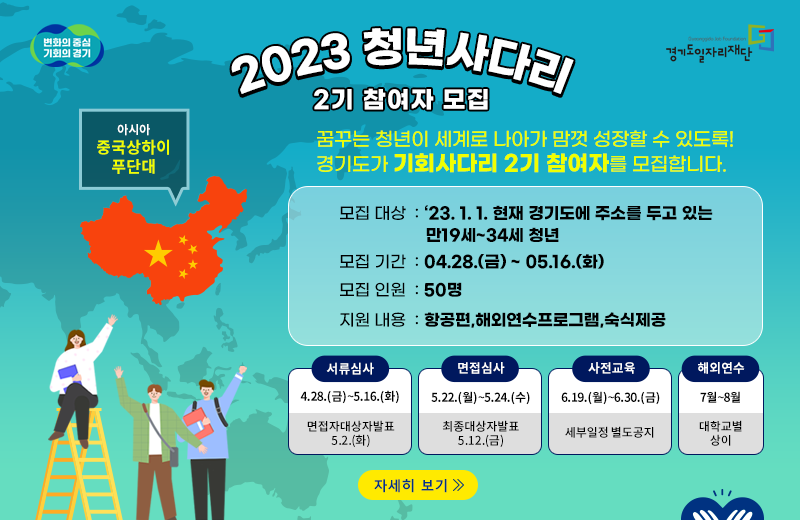 변화의 중심
기회의 경기
2023 청년사다리
2기 참여자 모집
Gyeonggido Job Foundation
경기도일자리재단
아시아
중국상하이
푸단대
꿈꾸는 청년이 세계로 나아가 맘껏 성장할 수 있도록!
경기도가 기회사다리 2기 참여자를 모집합니다.
모집 대상 : ‘23. 1. 1. 현재 경기도에 주소를 두고 있는
만19세~34세 청년
모집 기간 : 04.28.(금) ~ 05.16.(화)
모집 인원 : 50명
지원 내용 : 항공편,해외연수프로그램,숙식제공
서류심사
4.28.(금)~5.16.(화)
면접자대상자발표
5.2.(화)
면접심사
5.22.(월)~5.24.(수)
최종대상자발표
5.12.(금)
사전교육
6.19.(월)~6.30.(금)
세부일정 별도공지
해외연수
7월~8월
대학교별
상이
자세히 보기